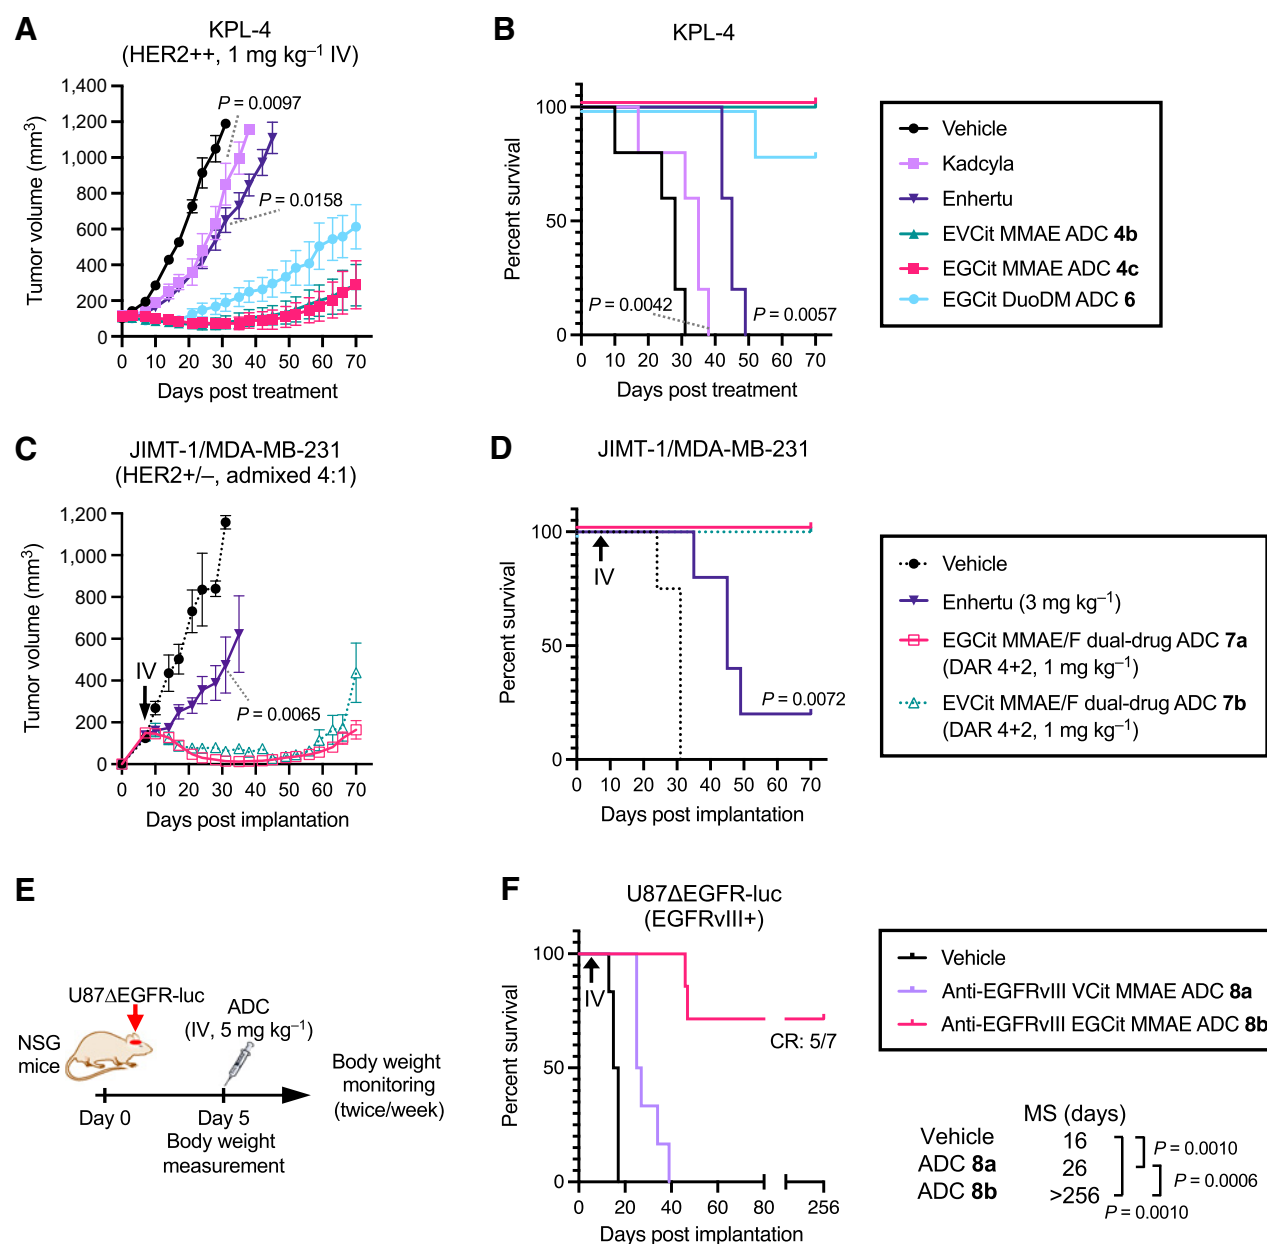 A
KPL-4
(HER2++, 1 mg kg⁻¹ IV)
Tumor volume (mm³)
1,400
1,200
1,000
800
600
400
200
0
P = 0.0097
P = 0.0158
0 10 20 30 40 50 60 70
Days post treatment
B
KPL-4
Percent survival
100
50
0
P = 0.0042
P = 0.0057
0 10 20 30 40 50 60 70
Days post treatment
Vehicle
Kadcyla
Enhertu
EVCit MMAE ADC 4b
EGCit MMAE ADC 4c
EGCit DuoDM ADC 6
C
JIMT-1/MDA-MB-231
(HER2+/–, admixed 4:1)
Tumor volume (mm³)
1,200
1,000
800
600
400
200
0
IV
P = 0.0065
0 10 20 30 40 50 60 70
Days post implantation
D
JIMT-1/MDA-MB-231
Percent survival
100
50
0
IV
P = 0.0072
0 10 20 30 40 50 60 70
Days post implantation
Vehicle
Enhertu (3 mg kg⁻¹)
EGCit MMAE/F dual-drug ADC 7a
(DAR 4+2, 1 mg kg⁻¹)
EVCit MMAE/F dual-drug ADC 7b
(DAR 4+2, 1 mg kg⁻¹)
E
U87ΔEGFR-luc
NSG
mice
ADC
(IV, 5 mg kg⁻¹)
Day 0
Day 5
Body weight
measurement
Body weight
monitoring
(twice/week)
F
U87ΔEGFR-luc
(EGFRvIII+)
Percent survival
100
50
0
IV
CR: 5/7
0 20 40 60 80 256
Days post implantation
Vehicle
Anti-EGFRvIII VCit MMAE ADC 8a
Anti-EGFRvIII EGCit MMAE ADC 8b
MS (days)
Vehicle 16
ADC 8a 26
ADC 8b >256
P = 0.0010
P = 0.0006
P = 0.0010